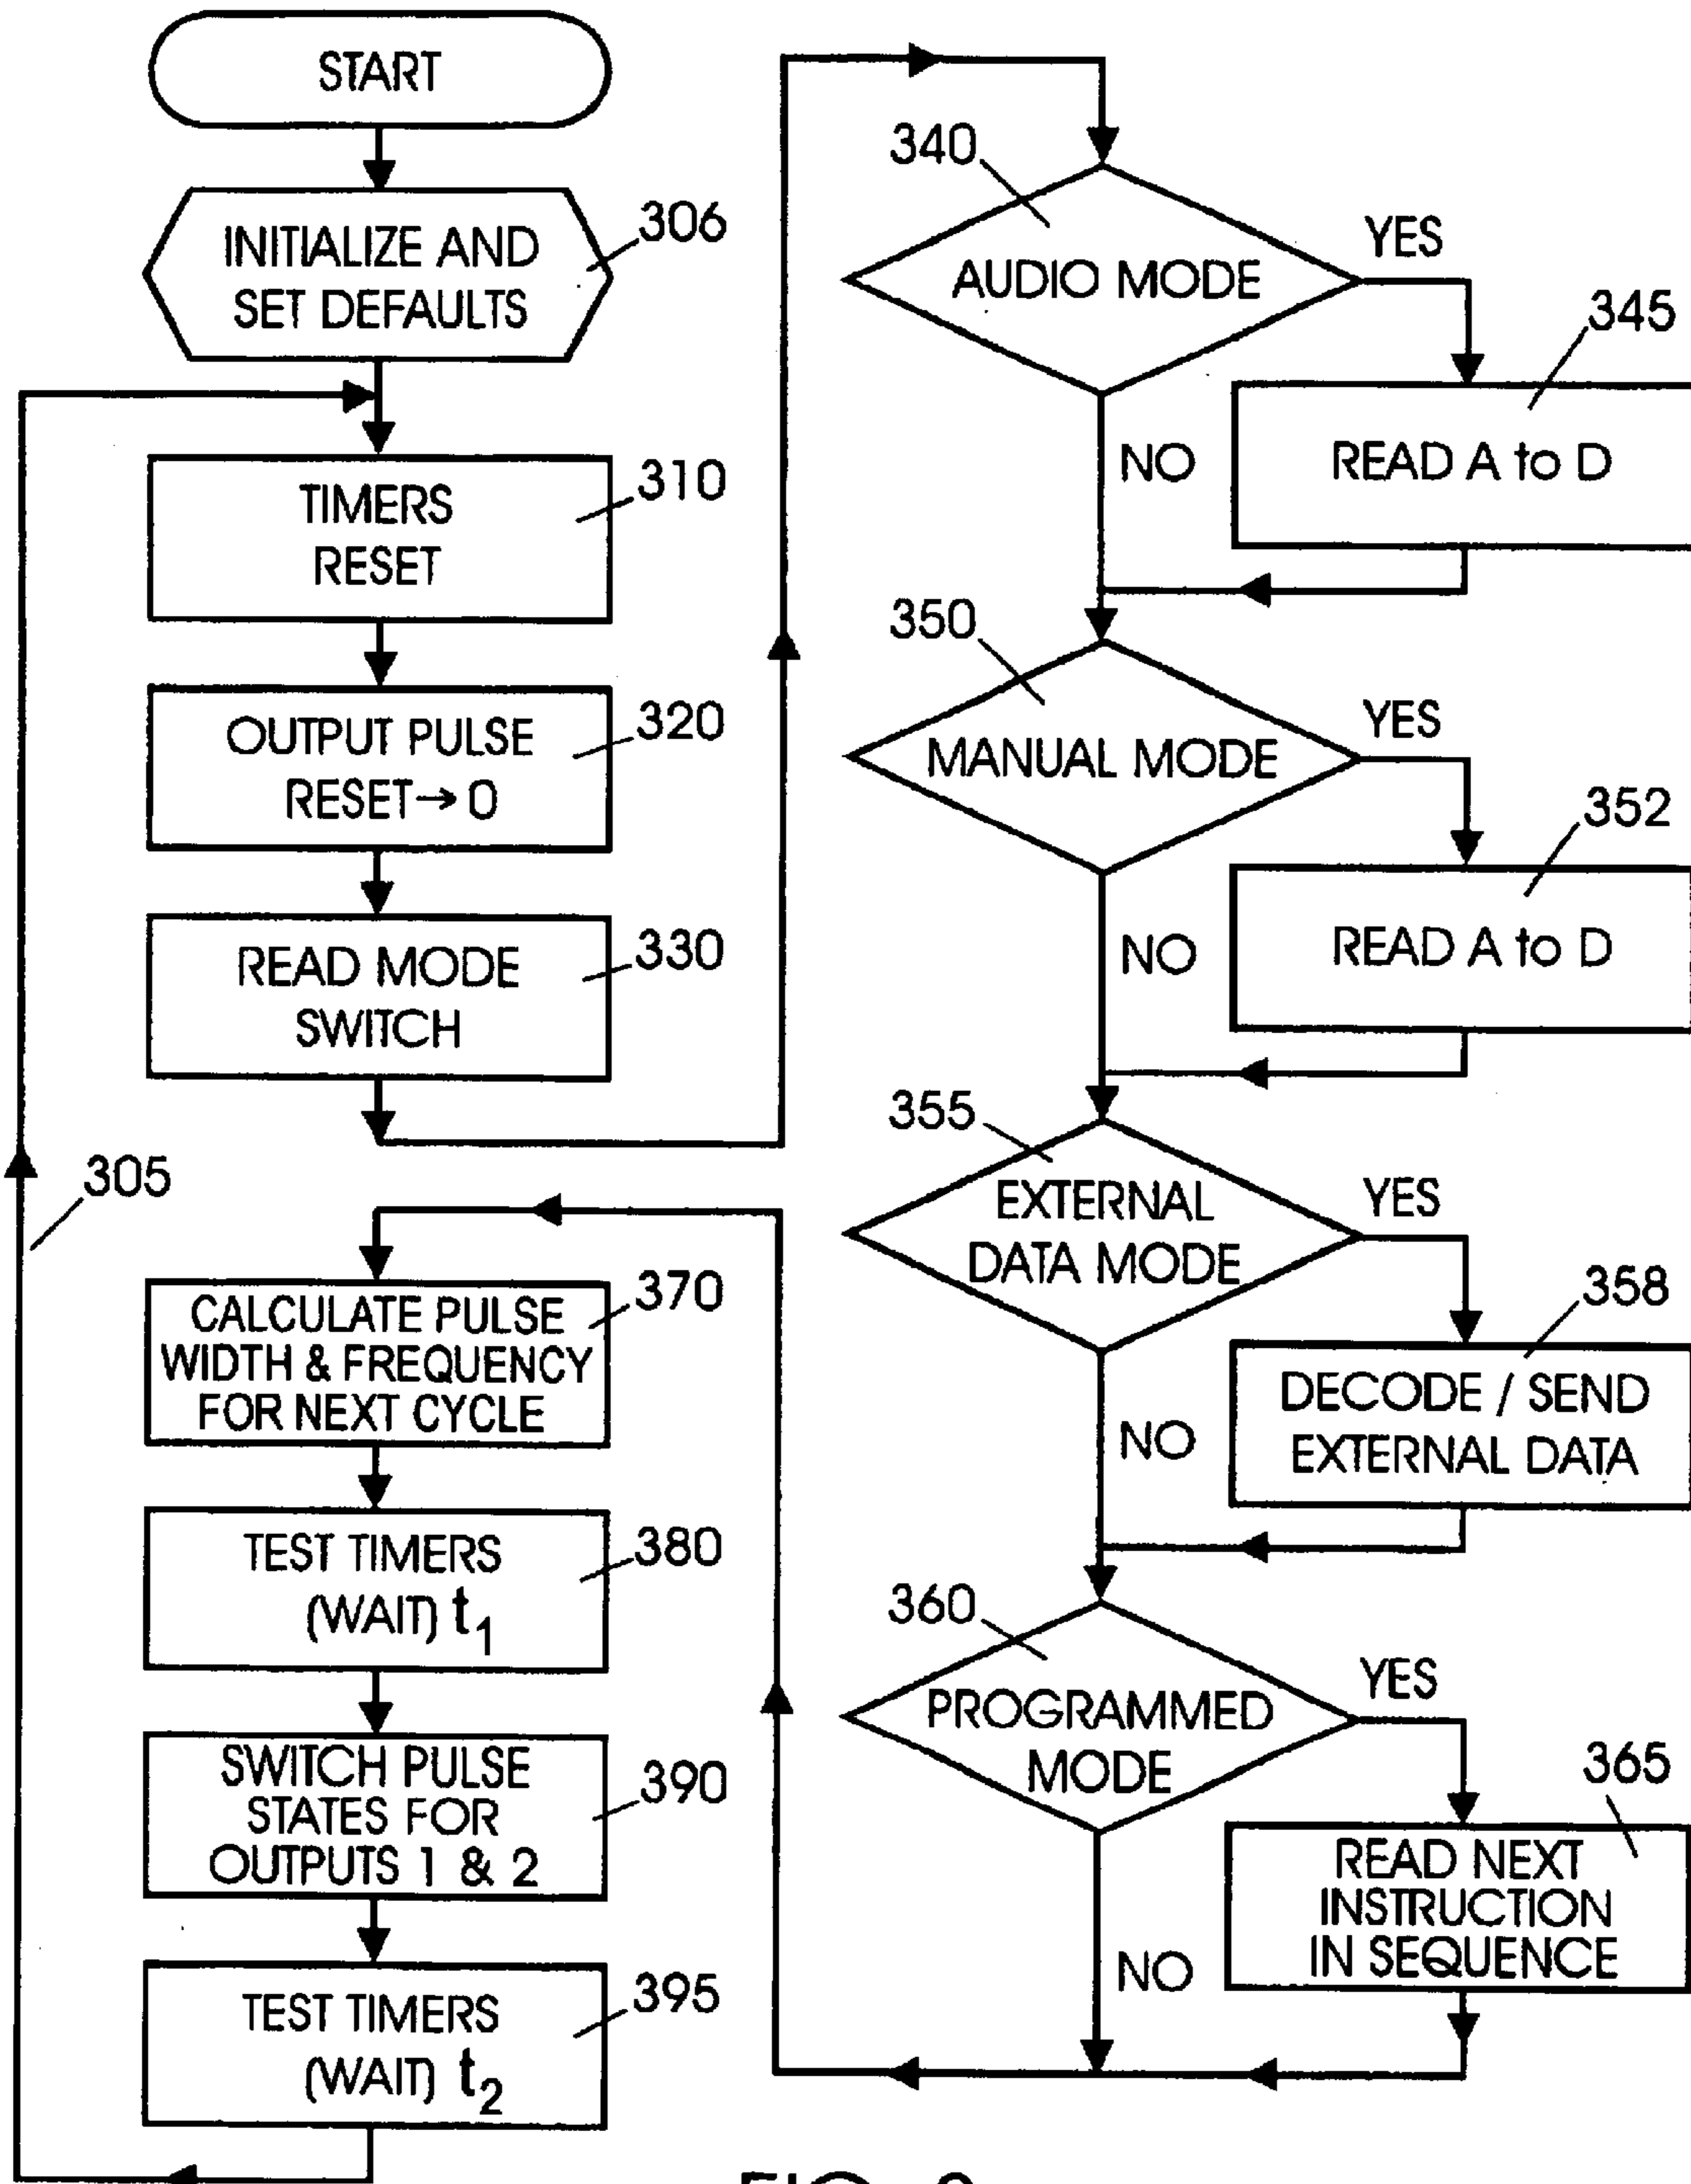 START
INITIALIZE AND
SET DEFAULTS
306
TIMERS
RESET
310
OUTPUT PULSE
RESET→0
320
READ MODE
SWITCH
330
340
AUDIO MODE
YES
NO
345
READ A to D
350
MANUAL MODE
YES
NO
352
READ A to D
355
EXTERNAL
DATA MODE
YES
NO
358
DECODE / SEND
EXTERNAL DATA
360
PROGRAMMED
MODE
YES
NO
365
READ NEXT
INSTRUCTION
IN SEQUENCE
305
CALCULATE PULSE
WIDTH & FREQUENCY
FOR NEXT CYCLE
370
TEST TIMERS
(WAIT) t₁
380
SWITCH PULSE
STATES FOR
OUTPUTS 1 & 2
390
TEST TIMERS
(WAIT) t₂
395